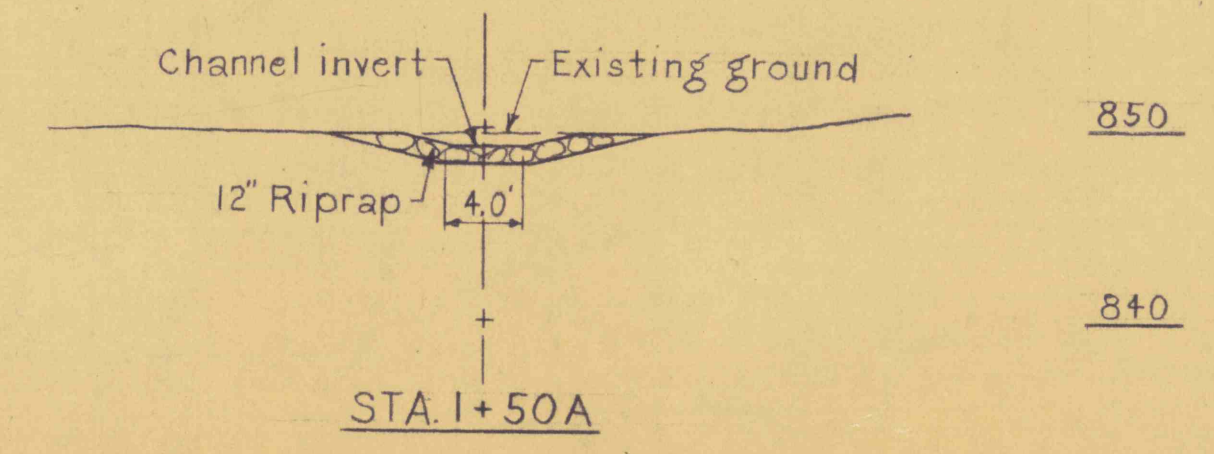 Channel invert
Existing ground
850
12" Riprap
4.0'
840
STA. 1+50A